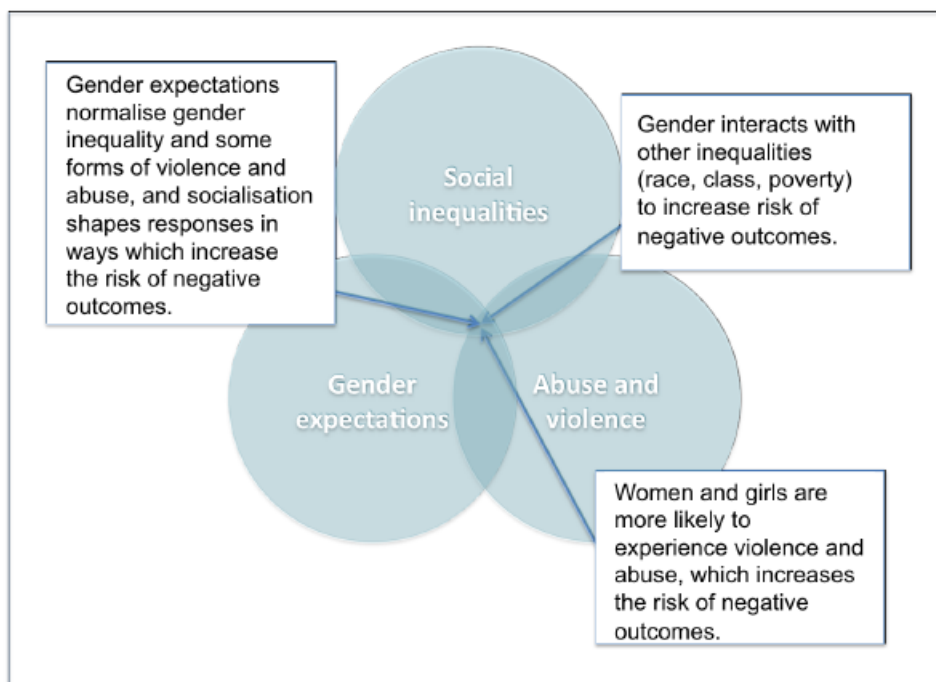 Gender expectations
normalise gender
inequality and some
forms of violence and
abuse, and socialisation
shapes responses in
ways which increase
the risk of negative
outcomes.
Social
inequalities
Gender interacts with
other inequalities
(race, class, poverty)
to increase risk of
negative outcomes.
Gender
expectations
Abuse and
violence
Women and girls are
more likely to
experience violence and
abuse, which increases
the risk of negative
outcomes.